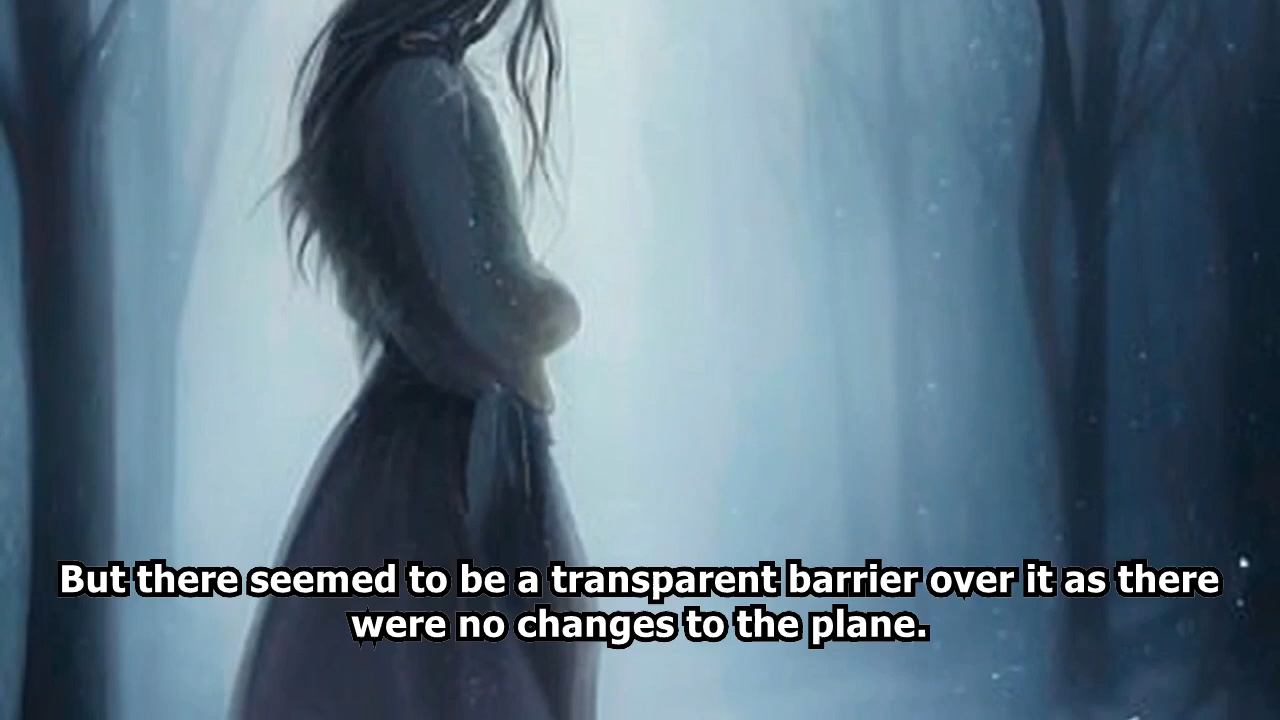 But there seemed to be a transparent barrier over it as there
were no changes to the plane.